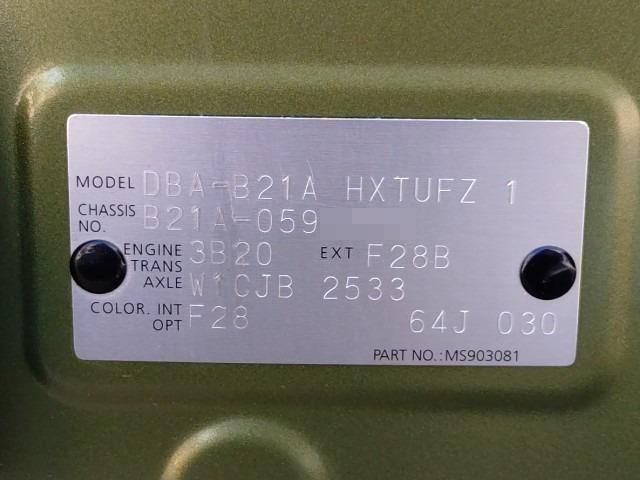 MODEL DBA-B21A HXTUFZ 1
CHASSIS NO. B21A-059
ENGINE 3B20 EXT F28B
TRANS AXLE W1CJB 2533
COLOR. INT OPT F28 64J 030
PART NO.:MS903081